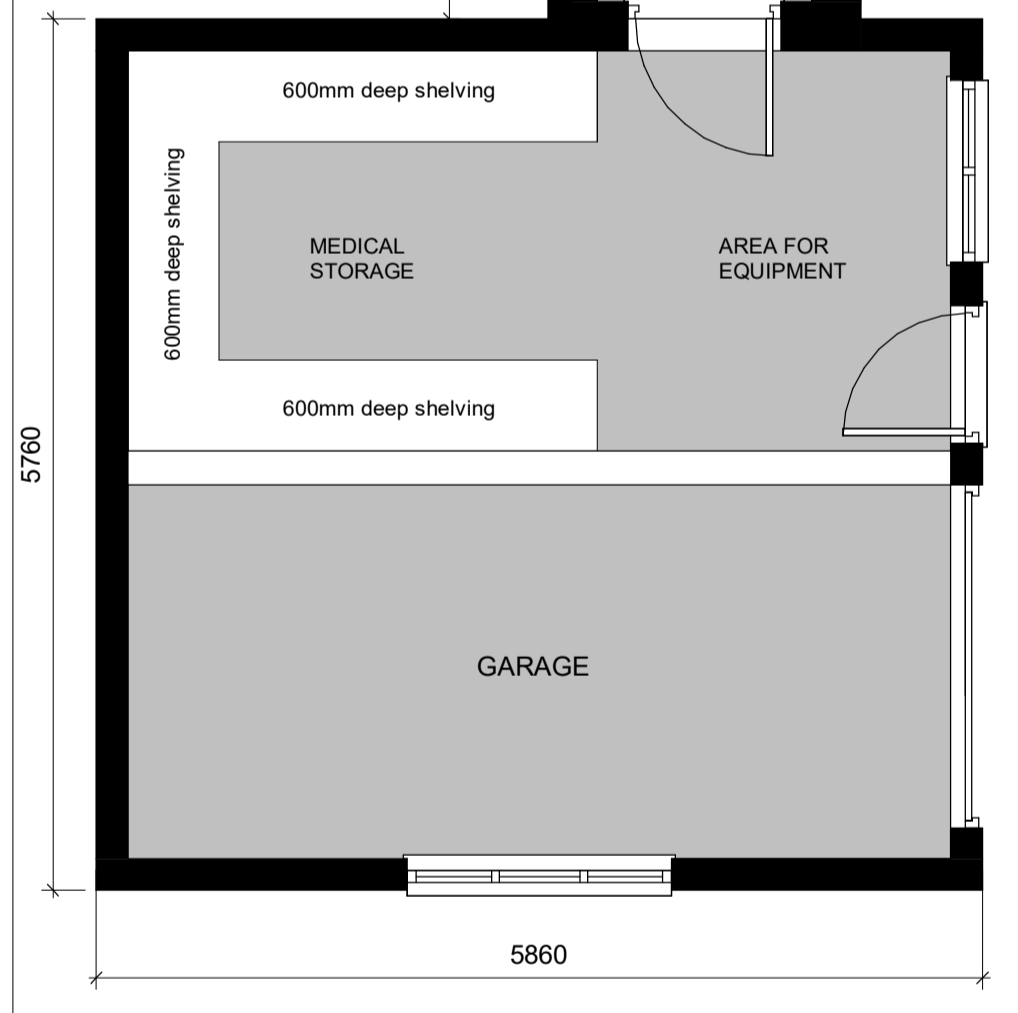 600mm deep shelving
600mm deep shelving
MEDICAL
STORAGE
AREA FOR
EQUIPMENT
600mm deep shelving
5760
GARAGE
5860